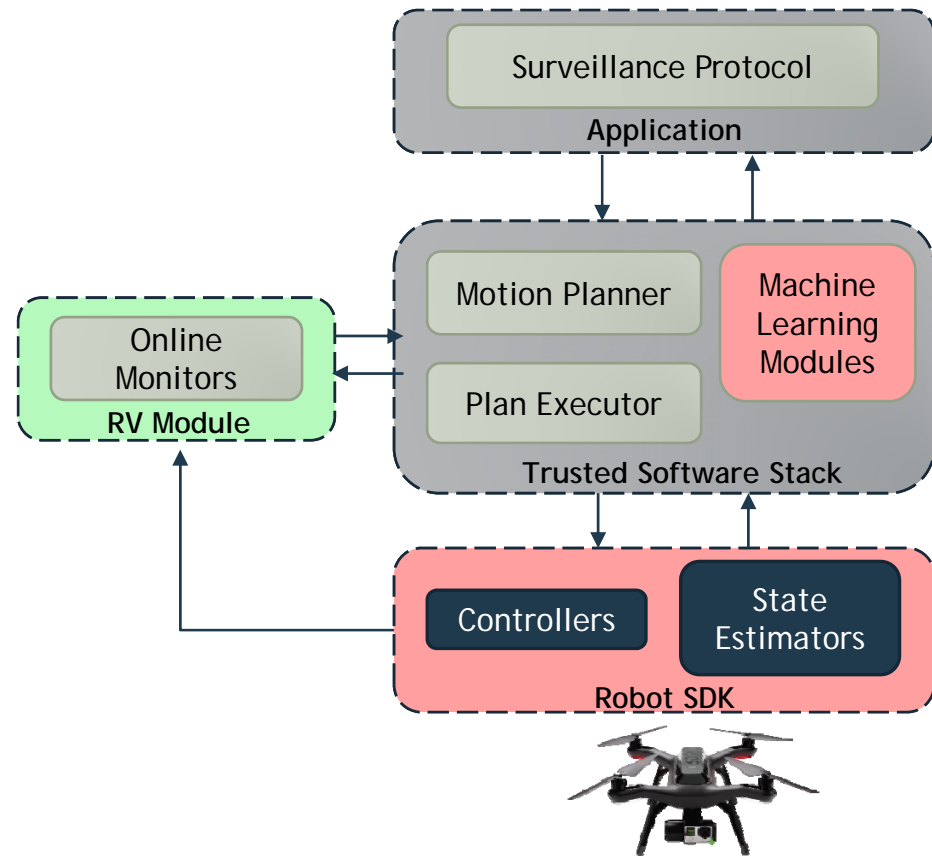 Surveillance Protocol
Application
Motion Planner
Machine
Learning
Modules
Online
Monitors
RV Module
Plan Executor
Trusted Software Stack
Controllers
State
Estimators
Robot SDK